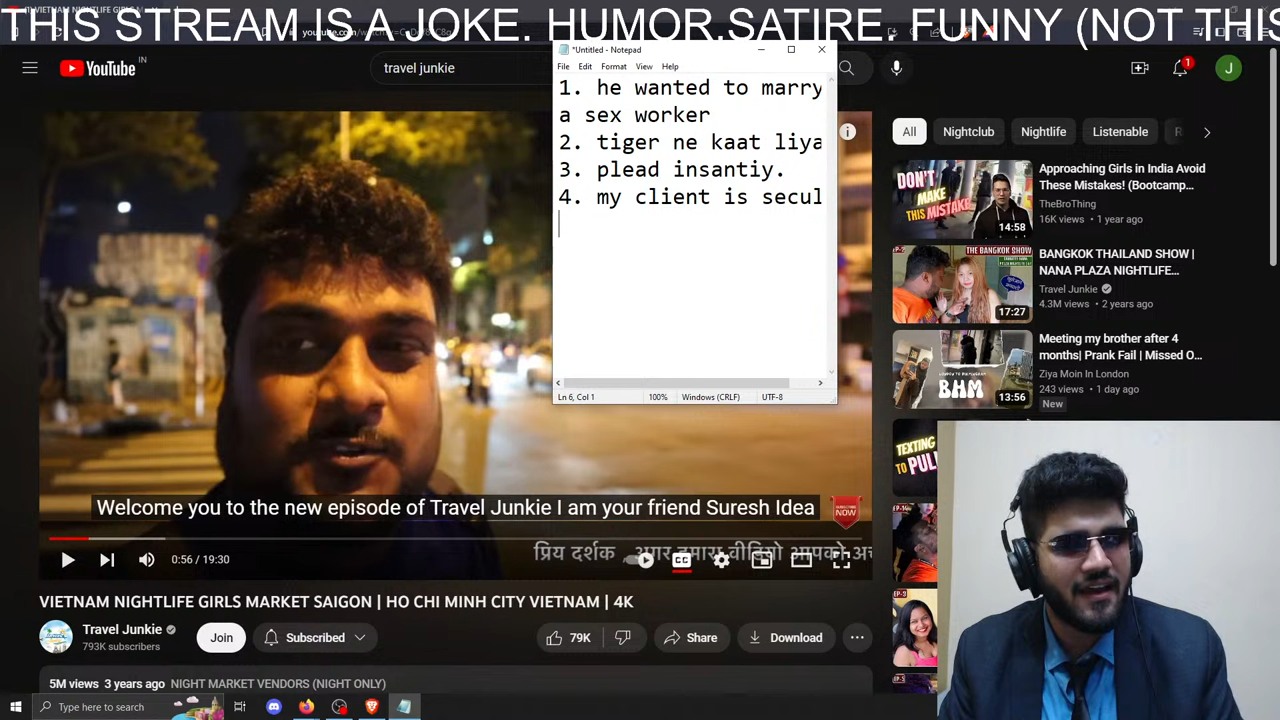 THIS STREAM IS A JOKE. HUMOR.SATIRE. FUNNY (NOT THIS
*Untitled - Notepad
File Edit Format View Help
1. he wanted to marry
a sex worker
2. tiger ne kaat liya
3. plead insantiy.
4. my client is secul
Ln 6, Col 1 100% Windows (CRLF) UTF-8
YouTube IN
travel junkie
1
J
All Nightclub Nightlife Listenable
DON'T MAKE THIS MISTAKE
14:58
Approaching Girls in India Avoid
These Mistakes! (Bootcamp...
TheBroThing
16K views • 1 year ago
EP-2 THE BANGKOK SHOW
17:27
BANGKOK THAILAND SHOW |
NANA PLAZA NIGHTLIFE...
Travel Junkie
4.3M views • 2 years ago
BHM
13:56
Meeting my brother after 4
months| Prank Fail | Missed O...
Ziya Moin In London
243 views • 1 day ago
New
TEXTING
TO PULL
EP-3
Welcome you to the new episode of Travel Junkie I am your friend Suresh Idea
NOW
प्रिय दर्शक
0:56 / 19:30
CC
VIETNAM NIGHTLIFE GIRLS MARKET SAIGON | HO CHI MINH CITY VIETNAM | 4K
Travel Junkie
793K subscribers
Join
Subscribed
79K
Share
Download
5M views 3 years ago NIGHT MARKET VENDORS (NIGHT ONLY)
Type here to search